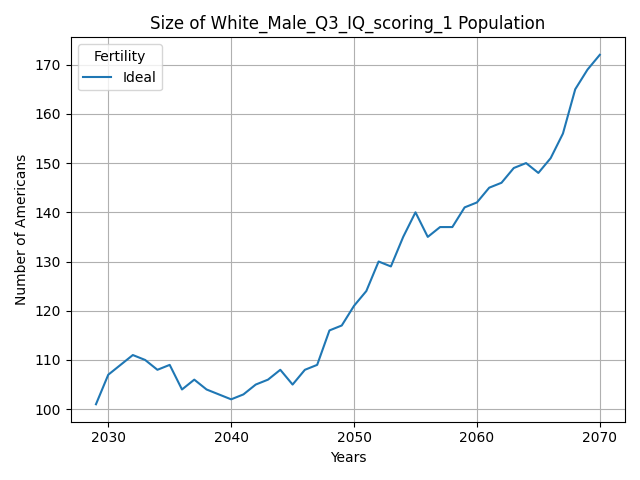 Size of White_Male_Q3_IQ_scoring_1 Population
Fertility
Ideal
Number of Americans
170
160
150
140
130
120
110
100
2030 2040 2050 2060 2070
Years